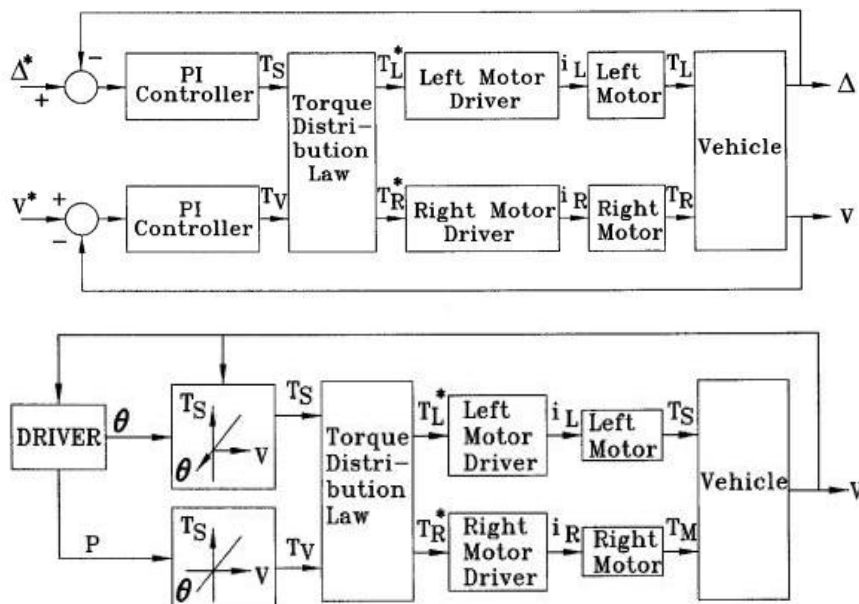 Δ*
+
−
PI
Controller
T_S
Torque
Distri-
bution
Law
T_L*
Left Motor
Driver
i_L
Left
Motor
T_L
Vehicle
Δ
V*
+
−
PI
Controller
T_V
T_R*
Right Motor
Driver
i_R
Right
Motor
T_R
V
DRIVER
θ
T_S
θ
V
T_S
Torque
Distri-
bution
Law
T_L*
Left
Motor
Driver
i_L
Left
Motor
T_S
Vehicle
V
P
T_S
θ
V
T_V
T_R*
Right
Motor
Driver
i_R
Right
Motor
T_M